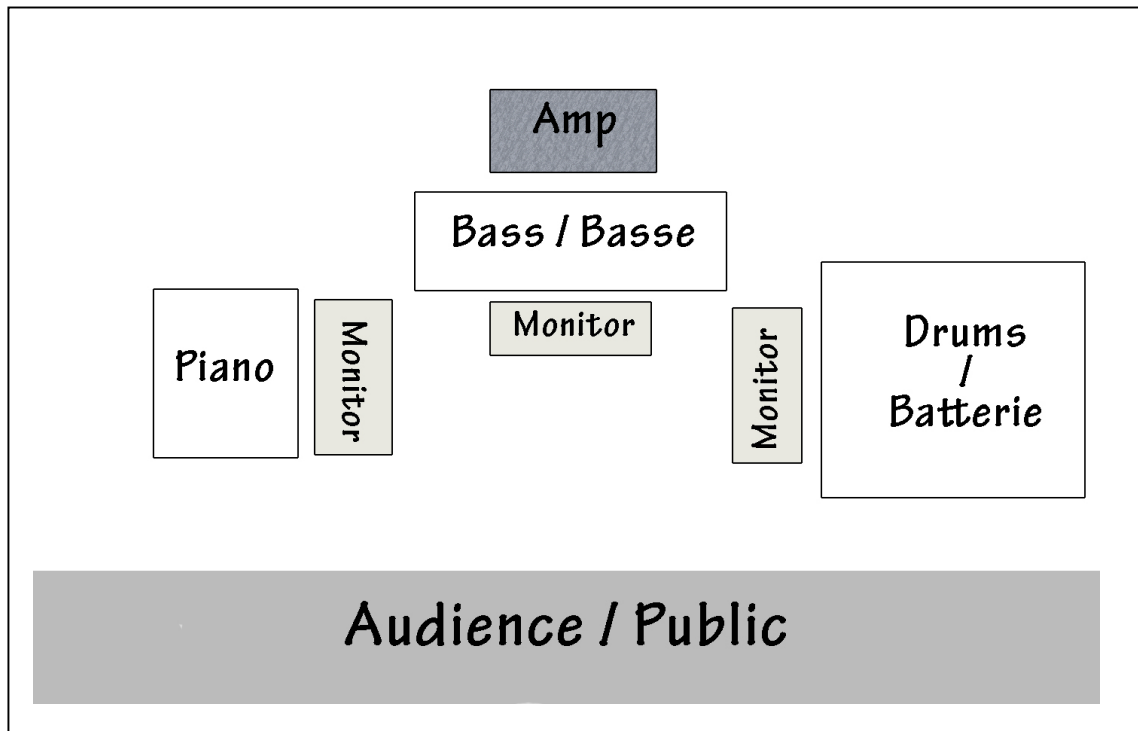 Amp
Bass / Basse
Monitor
Piano
Monitor
Monitor
Drums
/
Batterie
Audience / Public